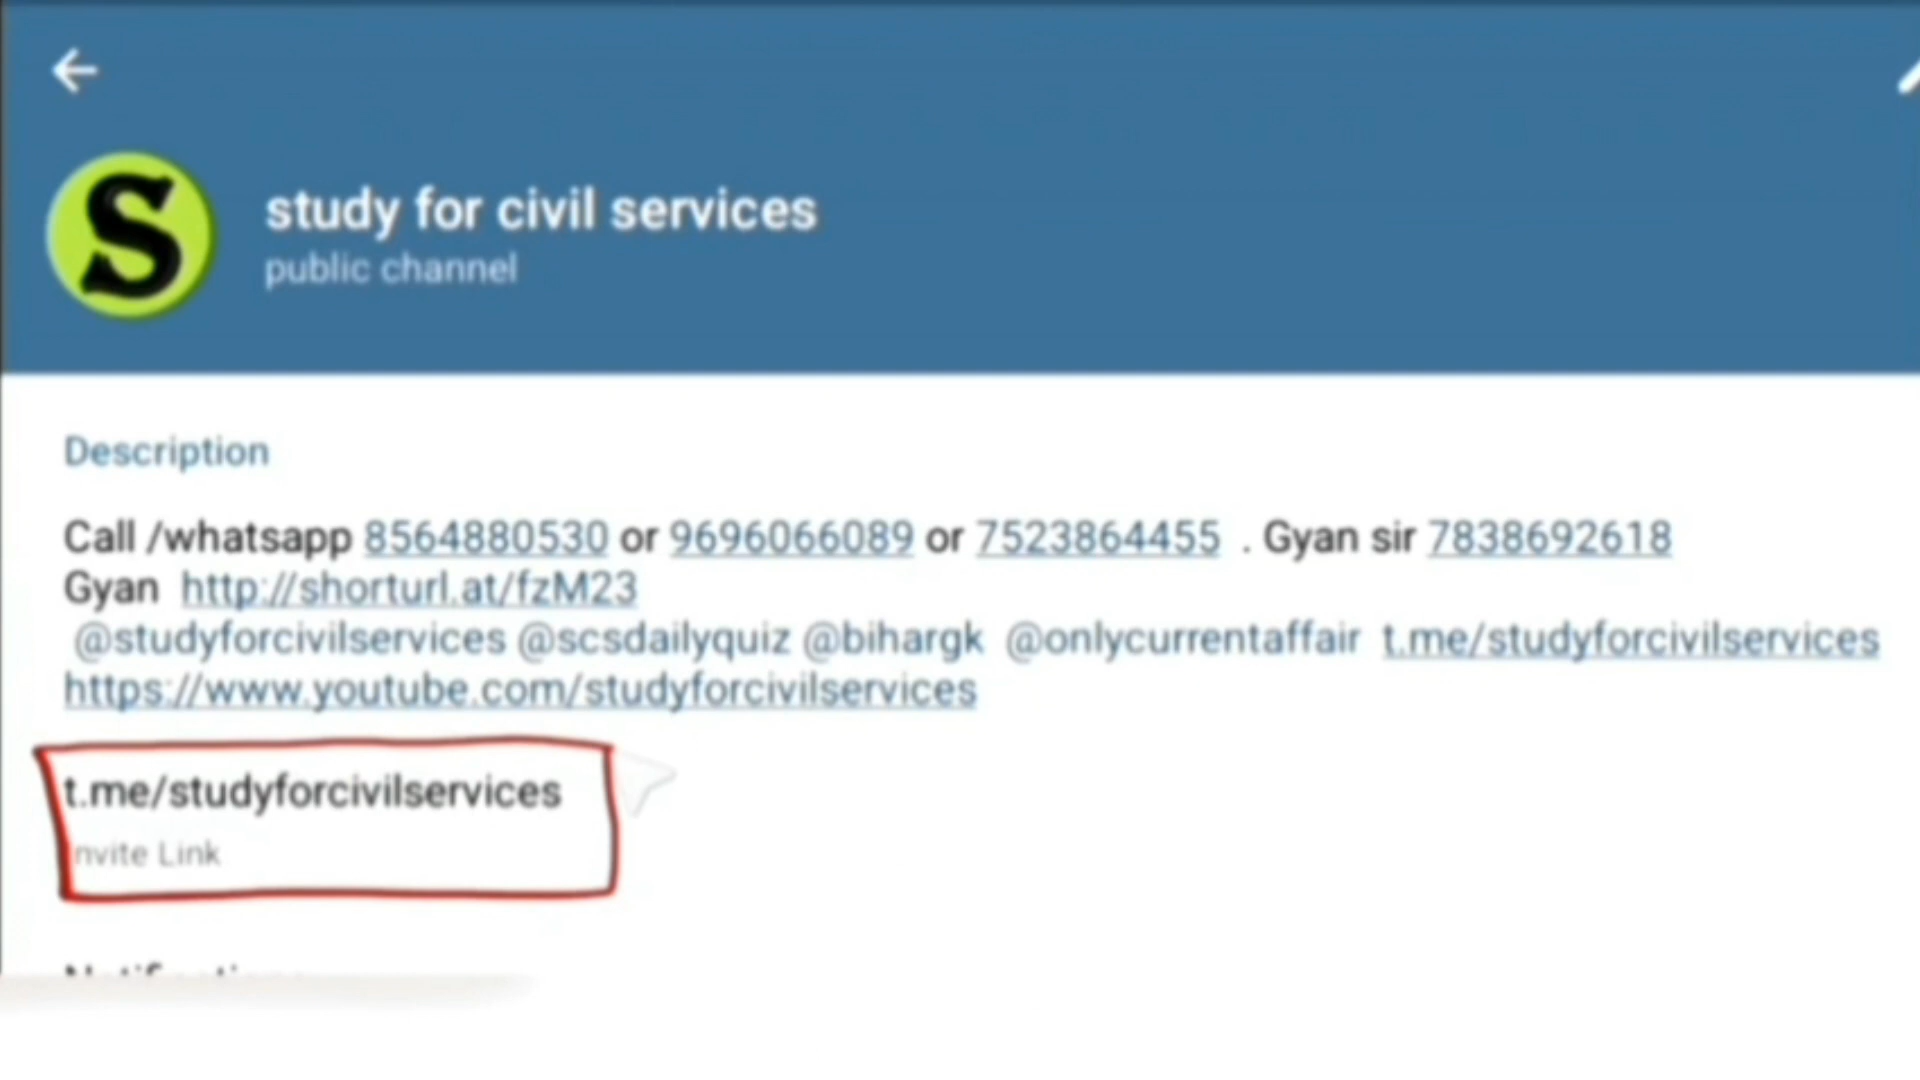 S
study for civil services
public channel
Description
Call /whatsapp 8564880530 or 9696066089 or 7523864455 . Gyan sir 7838692618
Gyan http://shorturl.at/fzM23
@studyforcivilservices @scsdailyquiz @bihargk @onlycurrentaffair t.me/studyforcivilservices
https://www.youtube.com/studyforcivilservices
t.me/studyforcivilservices
nvite Link